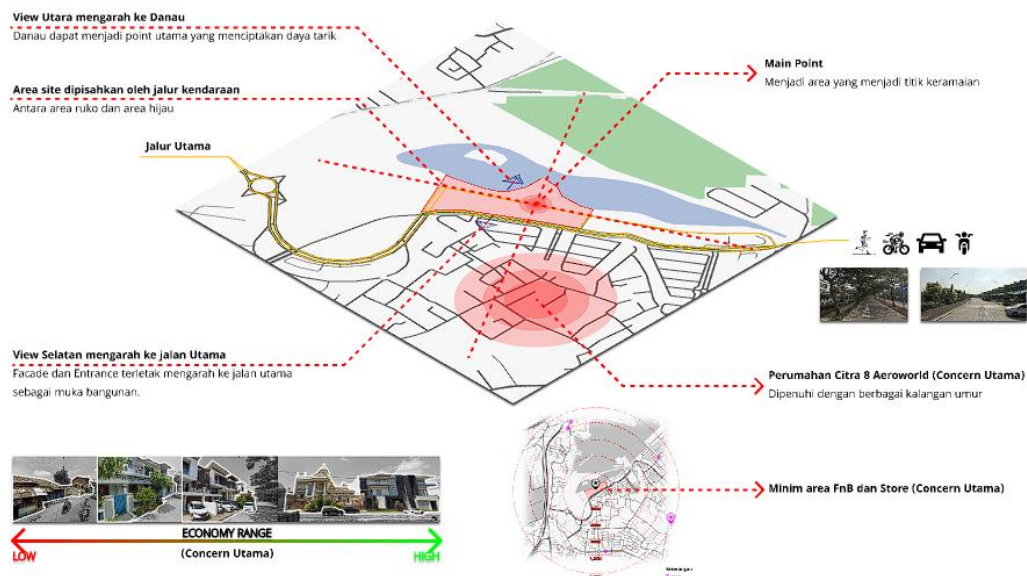 View Utara mengarah ke Danau
Danau dapat menjadi point utama yang menciptakan daya tarik
Main Point
Menjadi area yang menjadi titik keramaian
Area site dipisahkan oleh jalur kendaraan
Antara area ruko dan area hijau
Jalur Utama
View Selatan mengarah ke jalan Utama
Facade dan Entrance terletak mengarah ke jalan utama
sebagai muka bangunan.
Perumahan Citra 8 Aeroworld (Concern Utama)
Dipenuhi dengan berbagai kalangan umur
Minim area FnB dan Store (Concern Utama)
ECONOMY RANGE
LOW
(Concern Utama)
HIGH